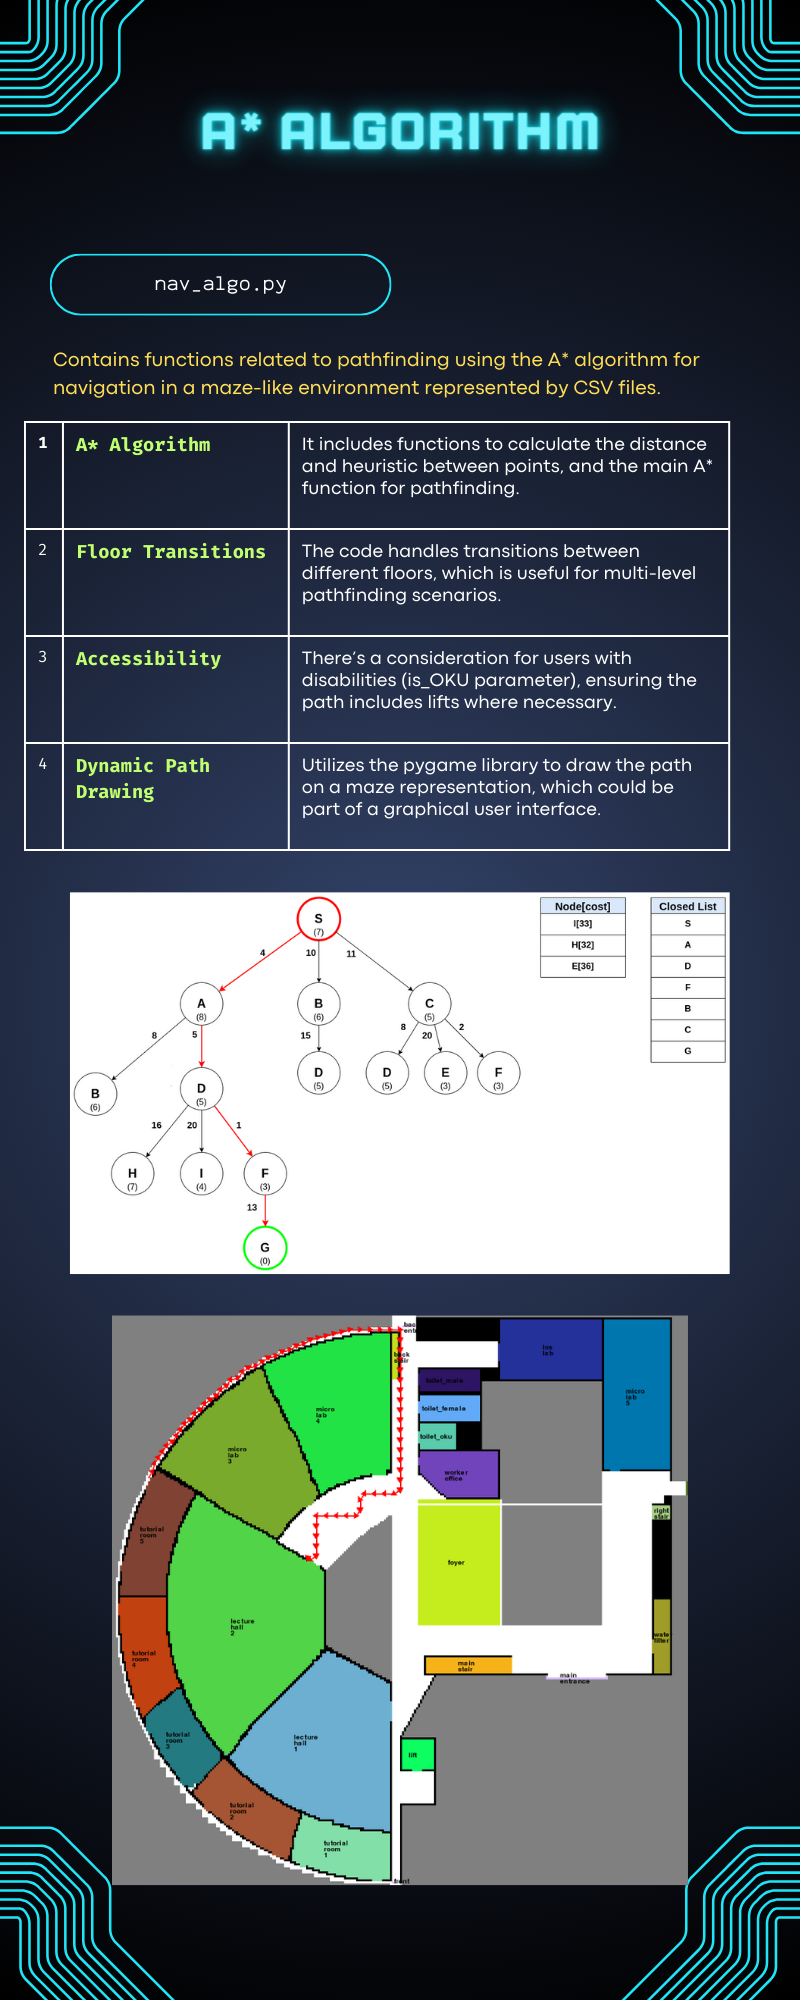 A* ALGORITHM
nav_algo.py
Contains functions related to pathfinding using the A* algorithm for
navigation in a maze-like environment represented by CSV files.
1
A* Algorithm
It includes functions to calculate the distance
and heuristic between points, and the main A*
function for pathfinding.
2
Floor Transitions
The code handles transitions between
different floors, which is useful for multi-level
pathfinding scenarios.
3
Accessibility
There's a consideration for users with
disabilities (is_OKU parameter), ensuring the
path includes lifts where necessary.
4
Dynamic Path
Drawing
Utilizes the pygame library to draw the path
on a maze representation, which could be
part of a graphical user interface.
S
(7)
4
10
11
A
(8)
B
(6)
C
(5)
8
5
15
8
20
2
B
(6)
D
(5)
D
(5)
D
(5)
E
(3)
F
(3)
16
20
1
H
(7)
I
(4)
F
(3)
13
G
(0)
Node[cost]
I[33]
H[32]
E[36]
Closed List
S
A
D
F
B
C
G
back
stair
lab
micro
lab
5
micro
lab
4
micro
lab
3
toilet_male
toilet_female
toilet_oku
worker
office
foyer
right
stair
tutorial
room
5
lecture
hall
2
tutorial
room
4
tutorial
room
3
lecture
hall
1
tutorial
room
2
tutorial
room
1
main
stair
main
entrance
lift
front